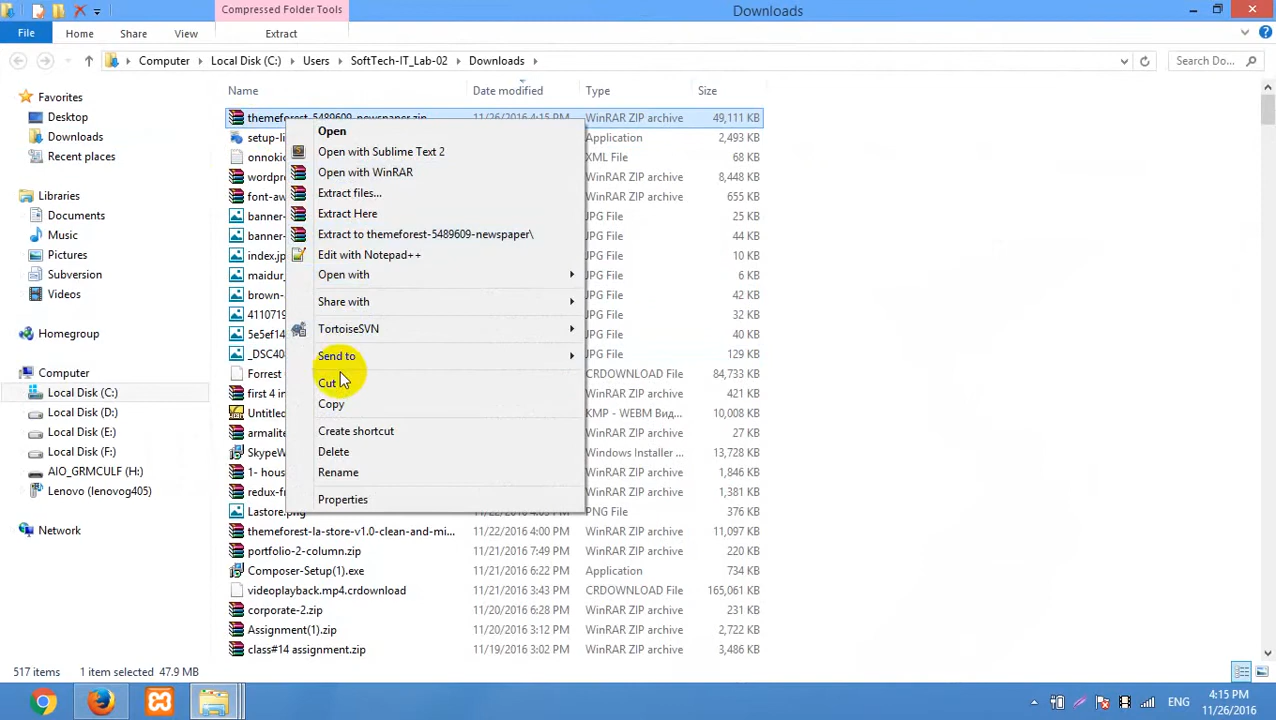 Compressed Folder Tools
Downloads
File Home Share View Extract
Computer Local Disk (C:) Users SoftTech-IT_Lab-02 Downloads
Search Do...
Name Date modified Type Size
Favorites
Desktop
Downloads
Recent places
Libraries
Documents
Music
Pictures
Subversion
Videos
Homegroup
Computer
Local Disk (C:)
Local Disk (D:)
Local Disk (E:)
Local Disk (F:)
AIO_GRMCULF (H:)
Lenovo (lenovog405)
Network
themeforest-5489609-newspaper.zip 11/26/2016 4:15 PM WinRAR ZIP archive 49,111 KB
setup-li Application 2,493 KB
onnokio XML File 68 KB
wordpr WinRAR ZIP archive 8,448 KB
font-aw WinRAR ZIP archive 655 KB
banner- JPG File 25 KB
banner- JPG File 44 KB
index.jp JPG File 10 KB
maidur JPG File 6 KB
brown- JPG File 42 KB
4110719 JPG File 32 KB
5e5ef14 JPG File 40 KB
_DSC40 JPG File 129 KB
Forrest CRDOWNLOAD File 84,733 KB
first 4 in WinRAR ZIP archive 421 KB
Untitled KMP - WEBM Вид... 10,008 KB
armalite WinRAR ZIP archive 27 KB
SkypeW Windows Installer ... 13,728 KB
1- hous WinRAR ZIP archive 1,846 KB
redux-fr WinRAR ZIP archive 1,381 KB
Lastore.png 11/22/2016 4:03 PM PNG File 376 KB
themeforest-la-store-v1.0-clean-and-mi... 11/22/2016 4:00 PM WinRAR ZIP archive 11,097 KB
portfolio-2-column.zip 11/21/2016 7:49 PM WinRAR ZIP archive 220 KB
Composer-Setup(1).exe 11/21/2016 6:22 PM Application 734 KB
videoplayback.mp4.crdownload 11/21/2016 3:43 PM CRDOWNLOAD File 165,061 KB
corporate-2.zip 11/20/2016 6:28 PM WinRAR ZIP archive 231 KB
Assignment(1).zip 11/20/2016 3:12 PM WinRAR ZIP archive 2,722 KB
class#14 assignment.zip 11/19/2016 3:02 PM WinRAR ZIP archive 3,486 KB
Open
Open with Sublime Text 2
Open with WinRAR
Extract files...
Extract Here
Extract to themeforest-5489609-newspaper\
Edit with Notepad++
Open with
Share with
TortoiseSVN
Send to
Cut
Copy
Create shortcut
Delete
Rename
Properties
517 items 1 item selected 47.9 MB
ENG
4:15 PM
11/26/2016